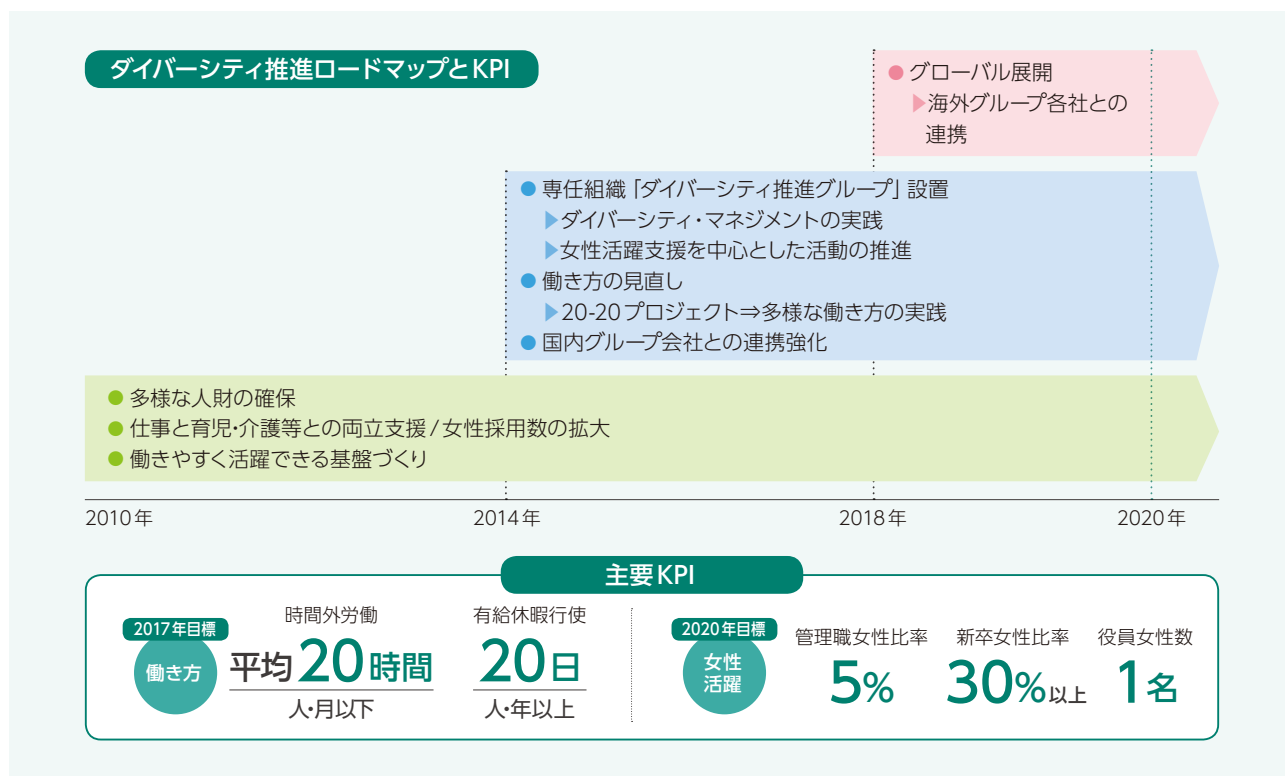 ダイバーシティ推進ロードマップとKPI
● グローバル展開
▶海外グループ各社との
連携
● 専任組織「ダイバーシティ推進グループ」設置
▶ダイバーシティ・マネジメントの実践
▶女性活躍支援を中心とした活動の推進
● 働き方の見直し
▶20-20プロジェクト⇒多様な働き方の実践
● 国内グループ会社との連携強化
● 多様な人財の確保
● 仕事と育児・介護等との両立支援/女性採用数の拡大
● 働きやすく活躍できる基盤づくり
2010年 2014年 2018年 2020年
主要KPI
2017年目標
働き方
時間外労働
平均20時間
人・月以下
有給休暇行使
20日
人・年以上
2020年目標
女性
活躍
管理職女性比率
5%
新卒女性比率
30%以上
役員女性数
1名